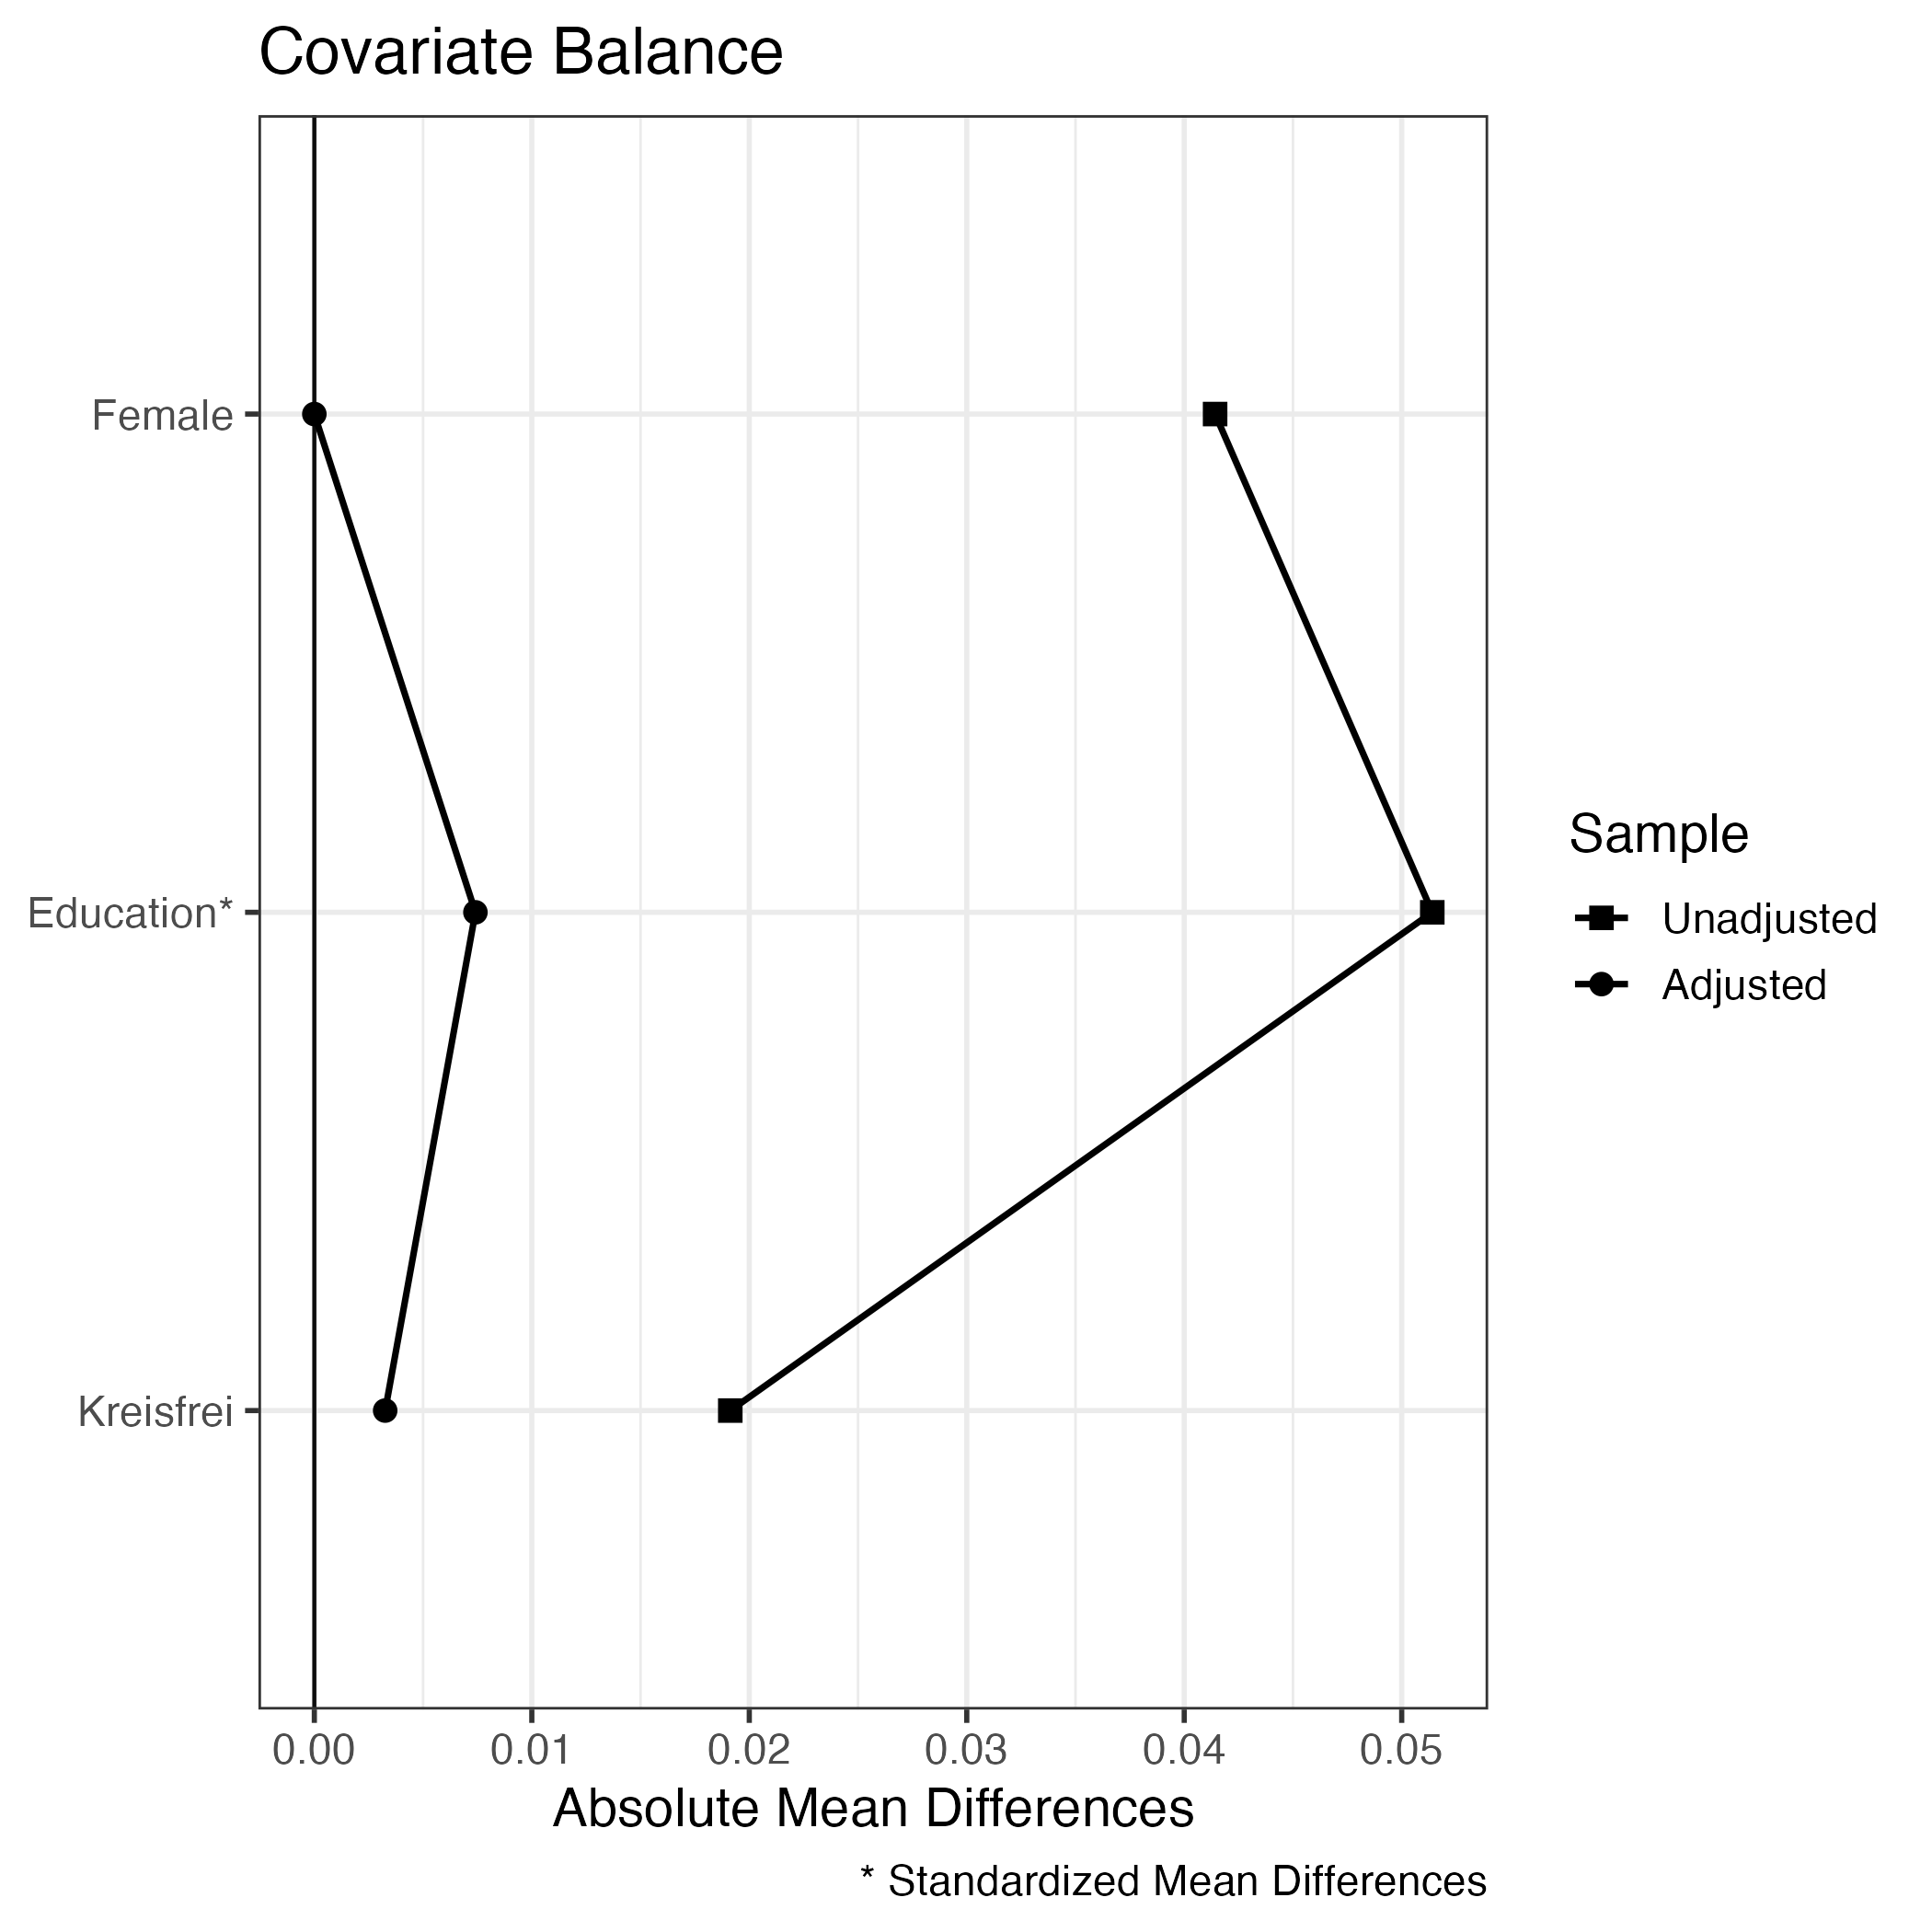 Covariate Balance
Female
Education*
Kreisfrei
0.00 0.01 0.02 0.03 0.04 0.05
Absolute Mean Differences
* Standardized Mean Differences
Sample
Unadjusted
Adjusted